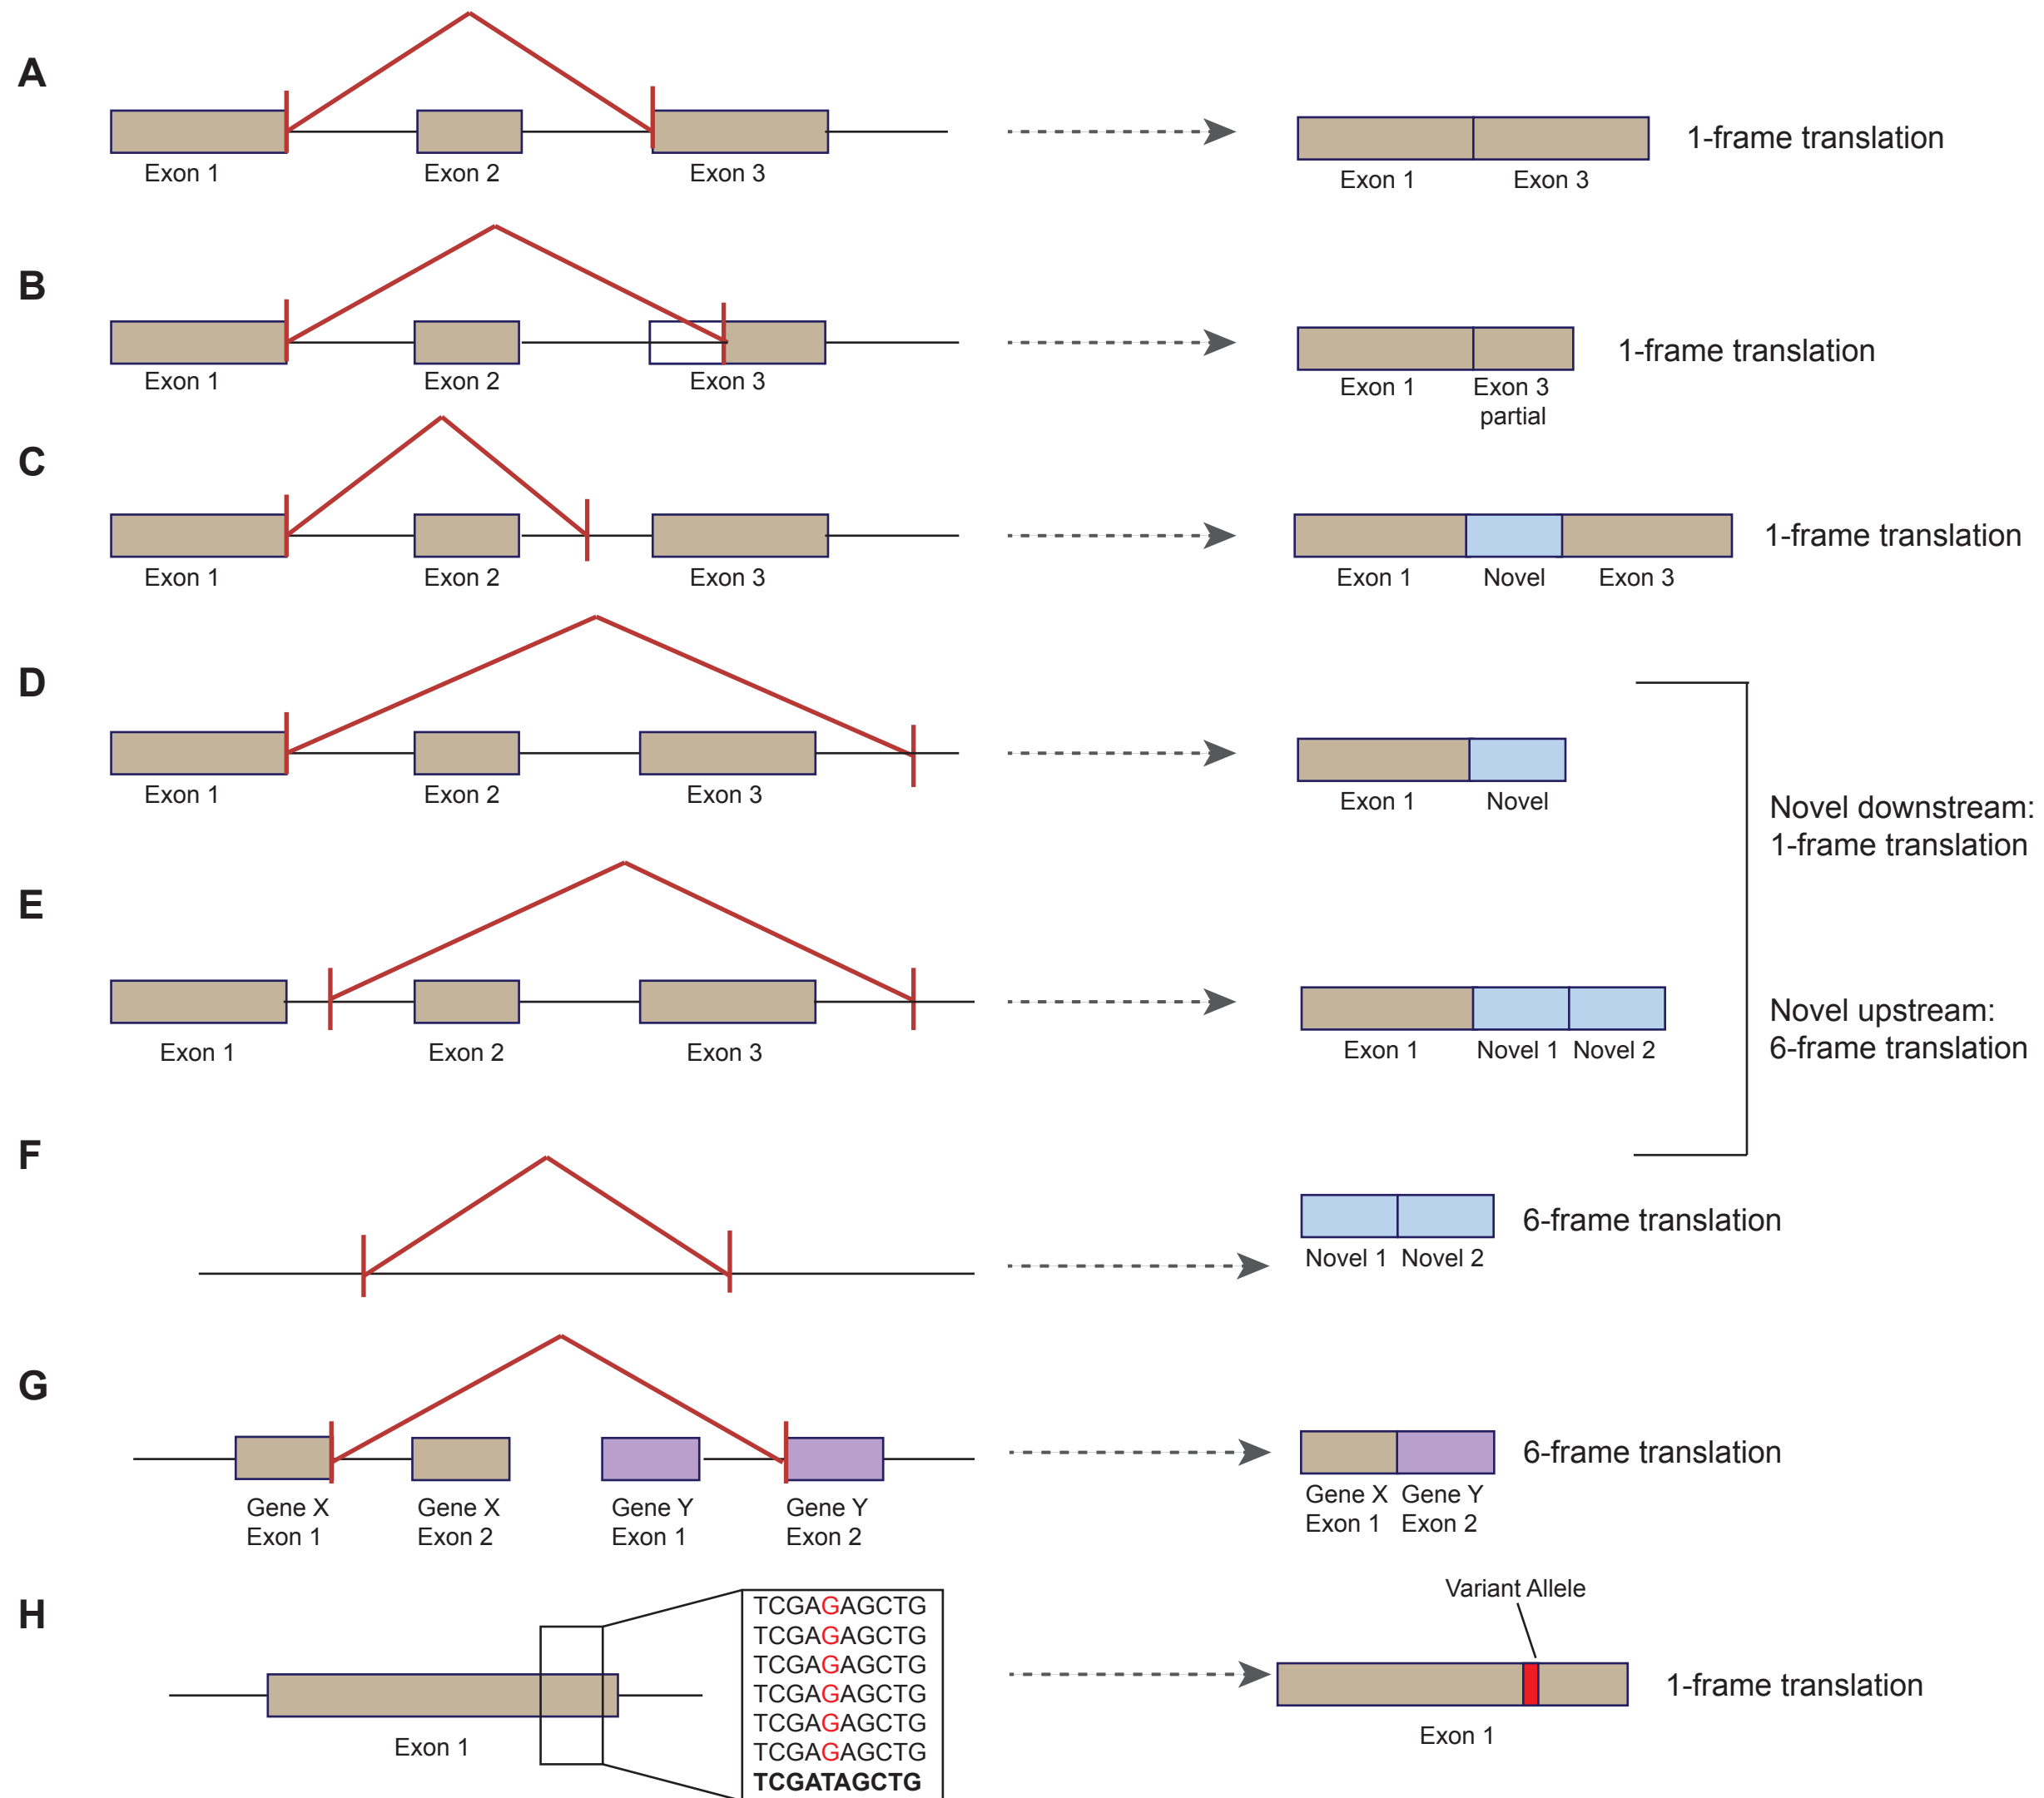 A
Exon 1
Exon 2
Exon 3
Exon 1
Exon 3
1-frame translation
B
Exon 1
Exon 2
Exon 3
Exon 1
Exon 3
partial
1-frame translation
C
Exon 1
Exon 2
Exon 3
Exon 1
Novel
Exon 3
1-frame translation
D
Exon 1
Exon 2
Exon 3
Exon 1
Novel
Novel downstream:
1-frame translation
E
Exon 1
Exon 2
Exon 3
Exon 1
Novel 1
Novel 2
Novel upstream:
6-frame translation
F
Novel 1
Novel 2
6-frame translation
G
Gene X
Exon 1
Gene X
Exon 2
Gene Y
Exon 1
Gene Y
Exon 2
Gene X
Exon 1
Gene Y
Exon 2
6-frame translation
H
Exon 1
TCGAGAGCTG
TCGAGAGCTG
TCGAGAGCTG
TCGAGAGCTG
TCGAGAGCTG
TCGAGAGCTG
TCGATAGCTG
Variant Allele
Exon 1
1-frame translation